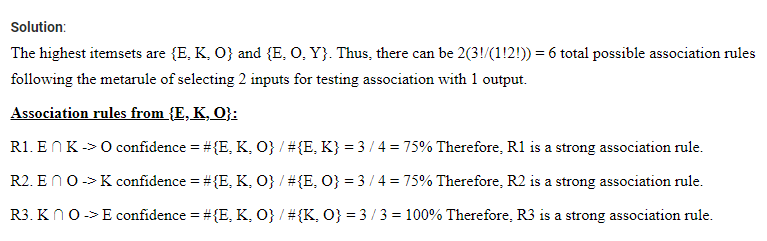 Solution:
The highest itemsets are {E, K, O} and {E, O, Y}. Thus, there can be 2(3!/(1!2!)) = 6 total possible association rules
following the metarule of selecting 2 inputs for testing association with 1 output.
Association rules from {E, K, O}:
R1. E ∩ K -> O confidence = #{E, K, O} / #{E, K} = 3 / 4 = 75% Therefore, R1 is a strong association rule.
R2. E ∩ O -> K confidence = #{E, K, O} / #{E, O} = 3 / 4 = 75% Therefore, R2 is a strong association rule.
R3. K ∩ O -> E confidence = #{E, K, O} / #{K, O} = 3 / 3 = 100% Therefore, R3 is a strong association rule.